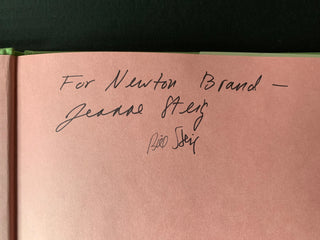 For Newton Brand —
Jeanne Steig
Bill Steig